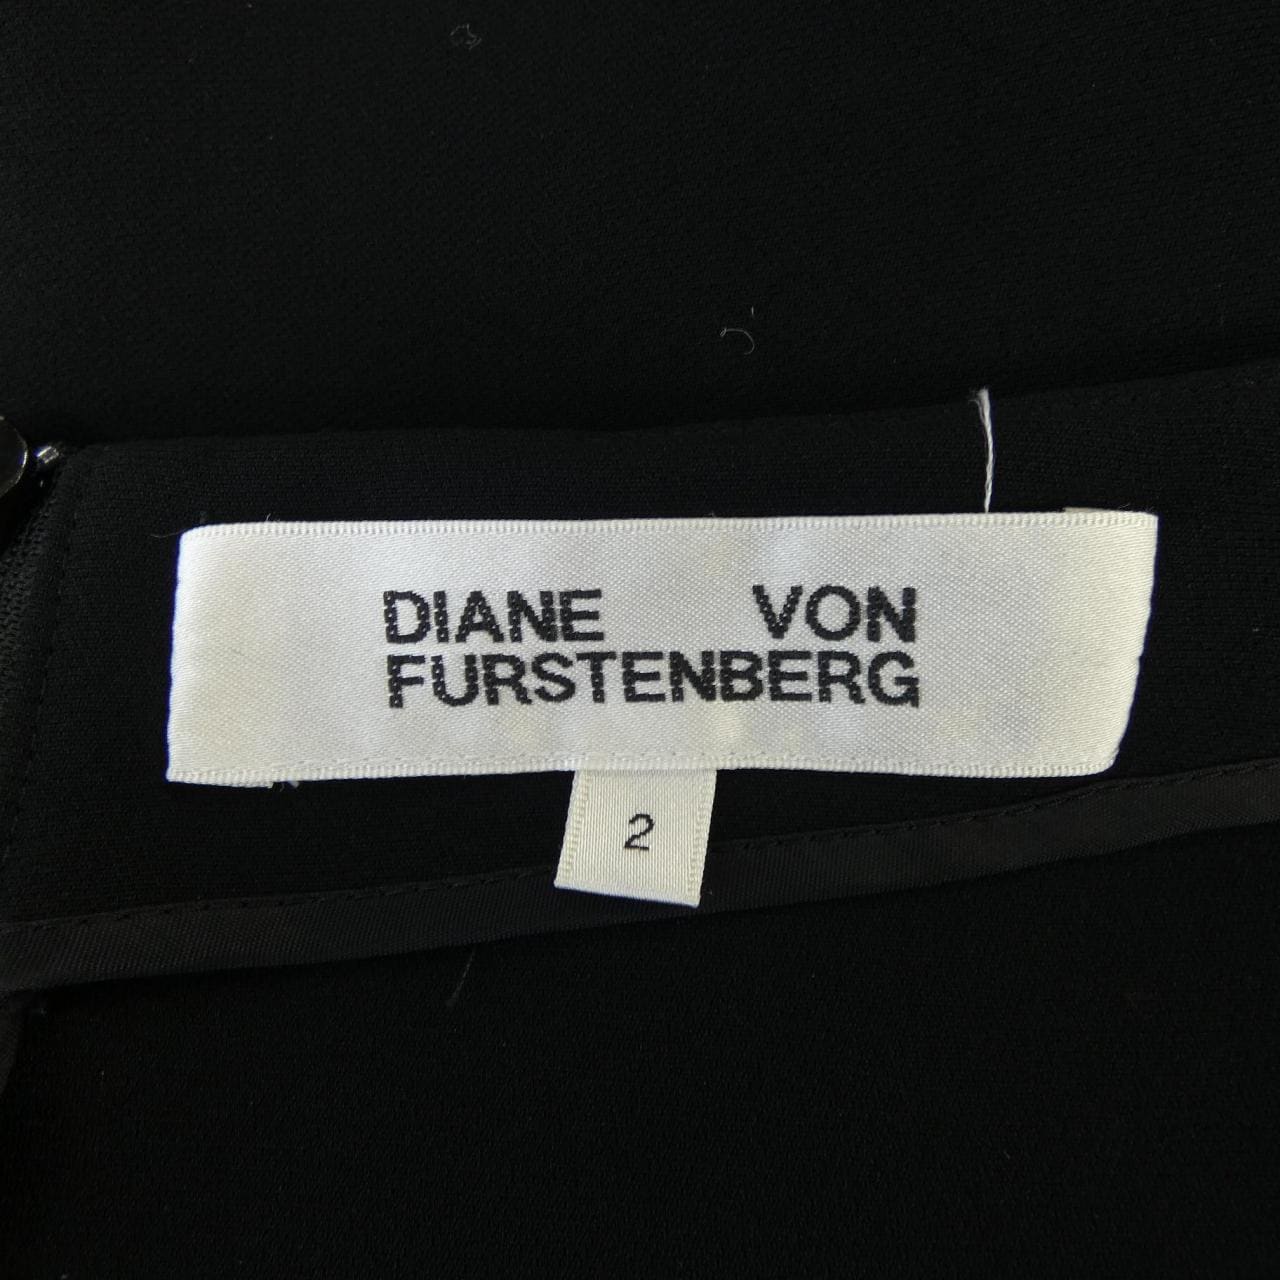 DIANE VON
FURSTENBERG
2